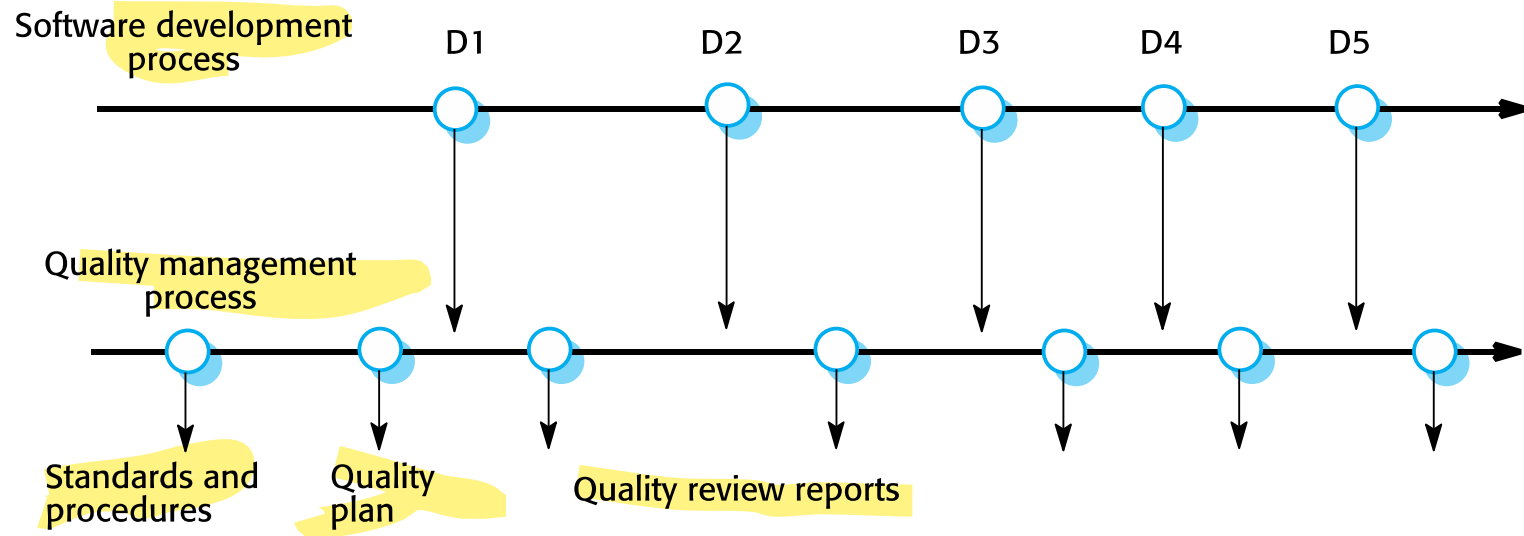 Software development
process
D1
D2
D3
D4
D5
Quality management
process
Standards and
procedures
Quality
plan
Quality review reports